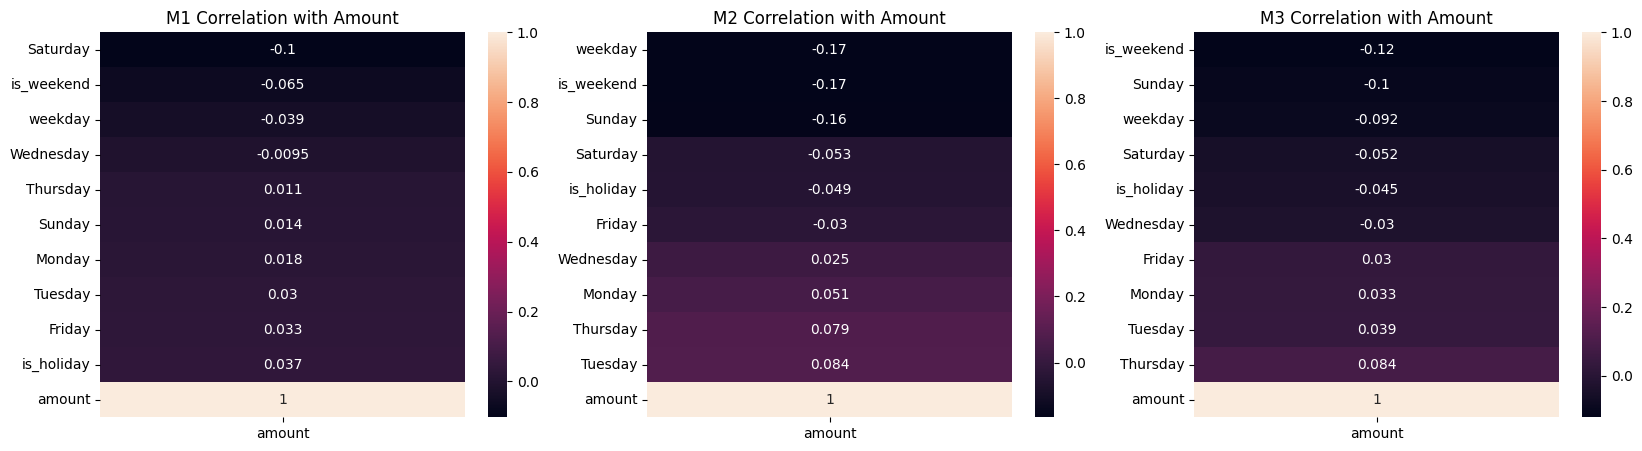 M1 Correlation with Amount
Saturday -0.1
is_weekend -0.065
weekday -0.039
Wednesday -0.0095
Thursday 0.011
Sunday 0.014
Monday 0.018
Tuesday 0.03
Friday 0.033
is_holiday 0.037
amount 1
amount
1.0
0.8
0.6
0.4
0.2
0.0
M2 Correlation with Amount
weekday -0.17
is_weekend -0.17
Sunday -0.16
Saturday -0.053
is_holiday -0.049
Friday -0.03
Wednesday 0.025
Monday 0.051
Thursday 0.079
Tuesday 0.084
amount 1
amount
1.0
0.8
0.6
0.4
0.2
0.0
M3 Correlation with Amount
is_weekend -0.12
Sunday -0.1
weekday -0.092
Saturday -0.052
is_holiday -0.045
Wednesday -0.03
Friday 0.03
Monday 0.033
Tuesday 0.039
Thursday 0.084
amount 1
amount
1.0
0.8
0.6
0.4
0.2
0.0